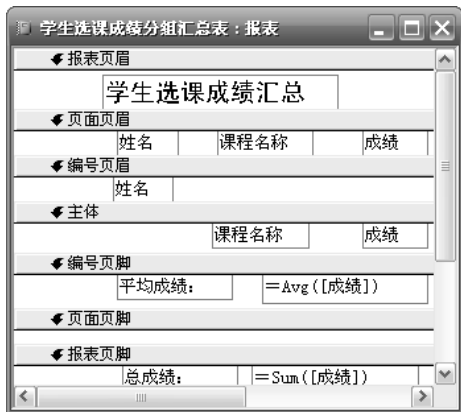 学生选课成绩分组汇总表：报表
报表页眉
学生选课成绩汇总
页面页眉
姓名 课程名称 成绩
编号页眉
姓名
主体
课程名称 成绩
编号页脚
平均成绩： =Avg([成绩])
页面页脚
报表页脚
总成绩： =Sum([成绩])